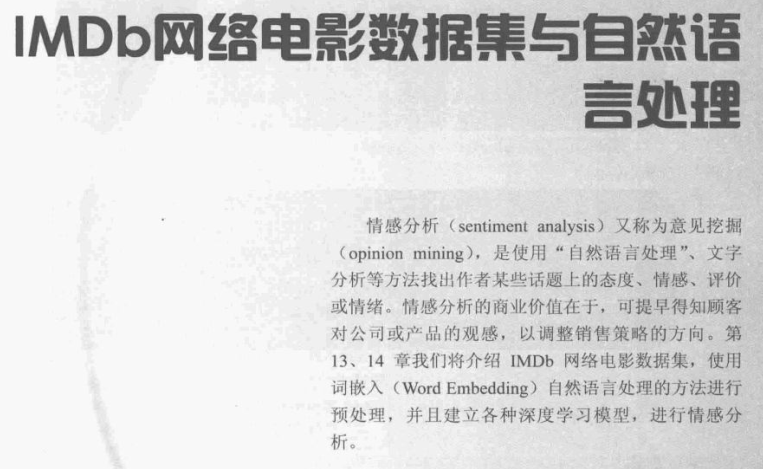 IMDb网络电影数据集与自然语
言处理
情感分析（sentiment analysis）又称为意见挖掘
（opinion mining），是使用“自然语言处理”、文字
分析等方法找出作者某些话题上的态度、情感、评价
或情绪。情感分析的商业价值在于，可提早得知顾客
对公司或产品的观感，以调整销售策略的方向。第
13、14 章我们将介绍 IMDb 网络电影数据集，使用
词嵌入（Word Embedding）自然语言处理的方法进行
预处理，并且建立各种深度学习模型，进行情感分
析。